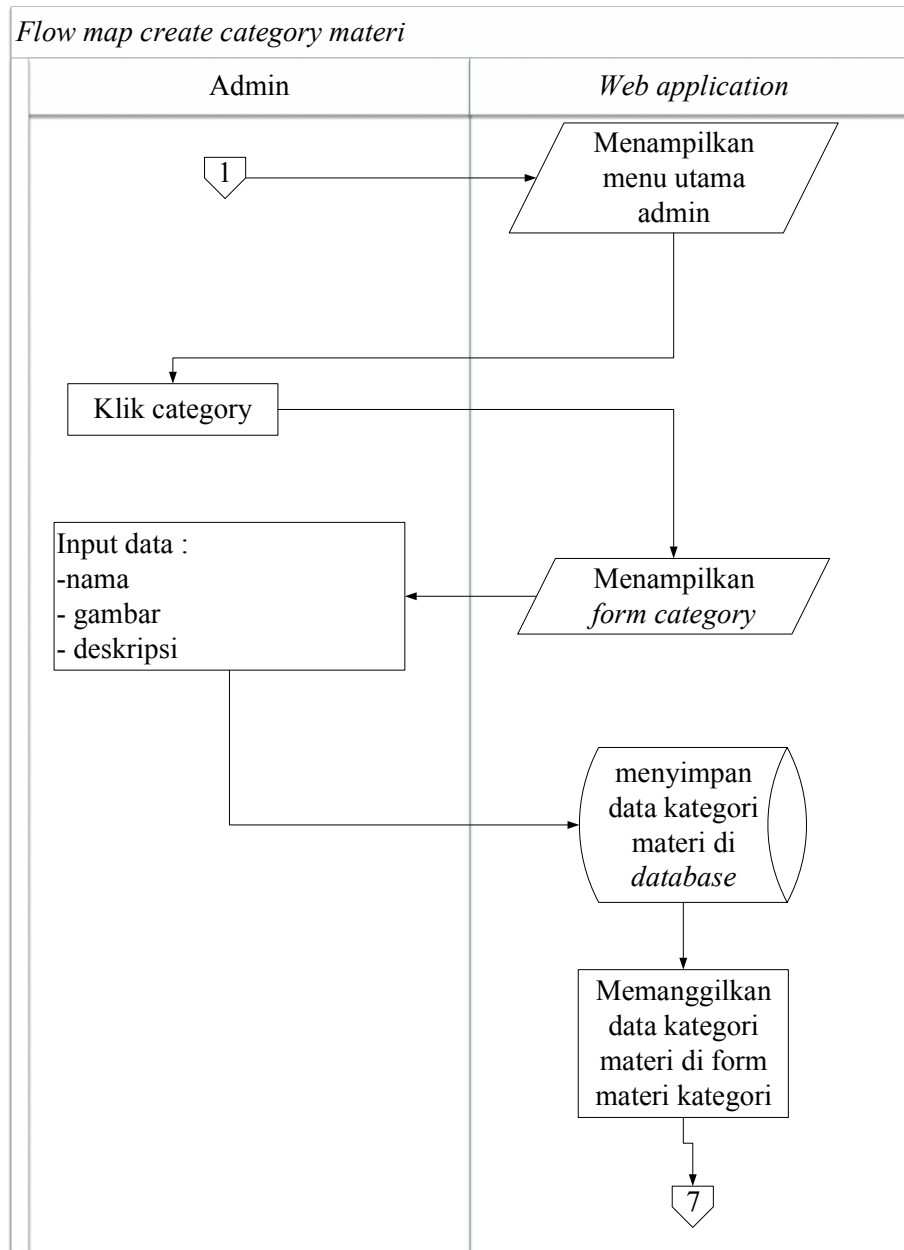 Flow map create category materi
Admin
Web application
1
Menampilkan
menu utama
admin
Klik category
Input data :
-nama
- gambar
- deskripsi
Menampilkan
form category
menyimpan
data kategori
materi di
database
Memanggilkan
data kategori
materi di form
materi kategori
7